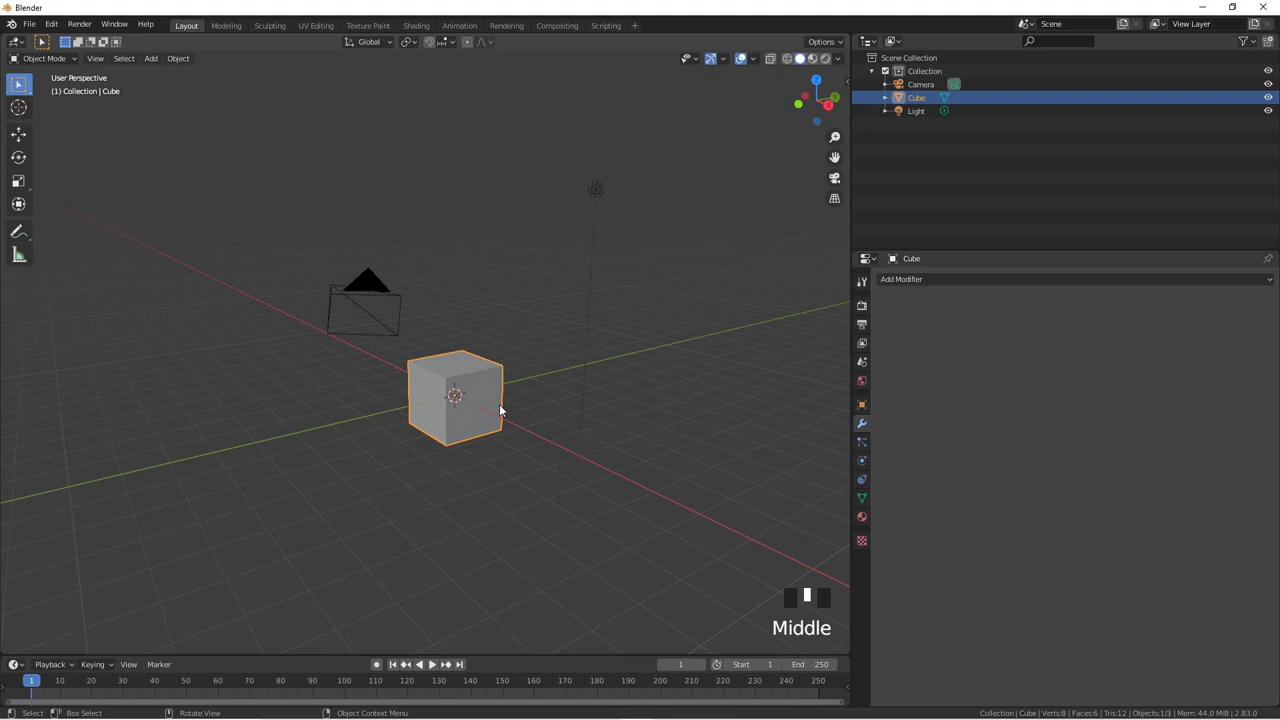 Blender
File Edit Render Window Help Layout Modeling Sculpting UV Editing Texture Paint Shading Animation Rendering Compositing Scripting + Scene View Layer
Global Options
Object Mode View Select Add Object
User Perspective
(1) Collection | Cube
Z
Y
X
Scene Collection
Collection
Camera
Cube
Light
Cube
Add Modifier
Middle
Playback Keying View Marker 1 Start 1 End 250
1 10 20 30 40 50 60 70 80 90 100 110 120 130 140 150 160 170 180 190 200 210 220 230 240 250
Select Box Select Rotate View Object Context Menu Collection | Cube | Verts:8 | Faces:6 | Tris:12 | Objects:1/3 | Mem: 44.0 MiB | 2.83.0